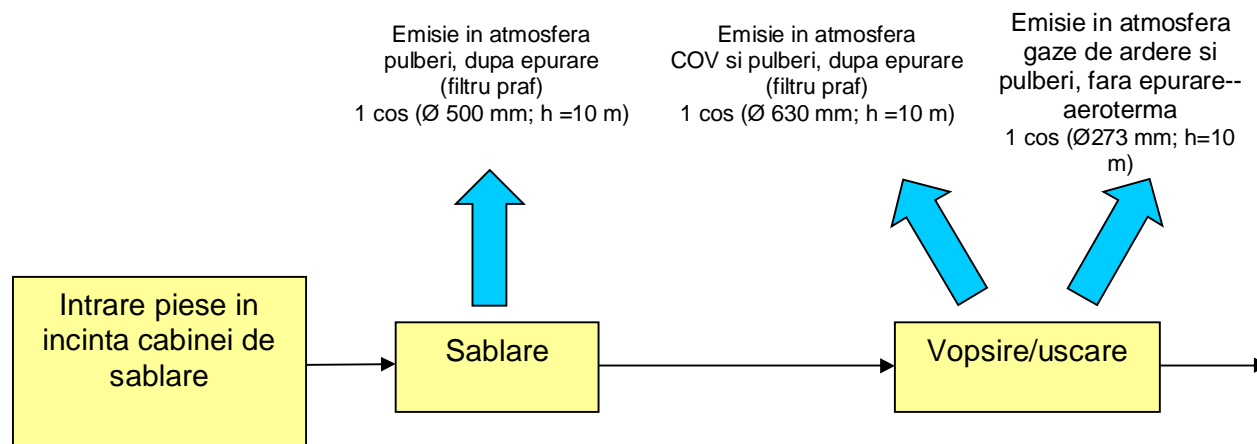 Emisie in atmosfera
pulberi, dupa epurare
(filtru praf)
1 cos (Ø 500 mm; h =10 m)
Emisie in atmosfera
COV si pulberi, dupa epurare
(filtru praf)
1 cos (Ø 630 mm; h =10 m)
Emisie in atmosfera
gaze de ardere si
pulberi, fara epurare--
aeroterma
1 cos (Ø273 mm; h=10
m)
Intrare piese in
incinta cabinei de
sablare
Sablare
Vopsire/uscare